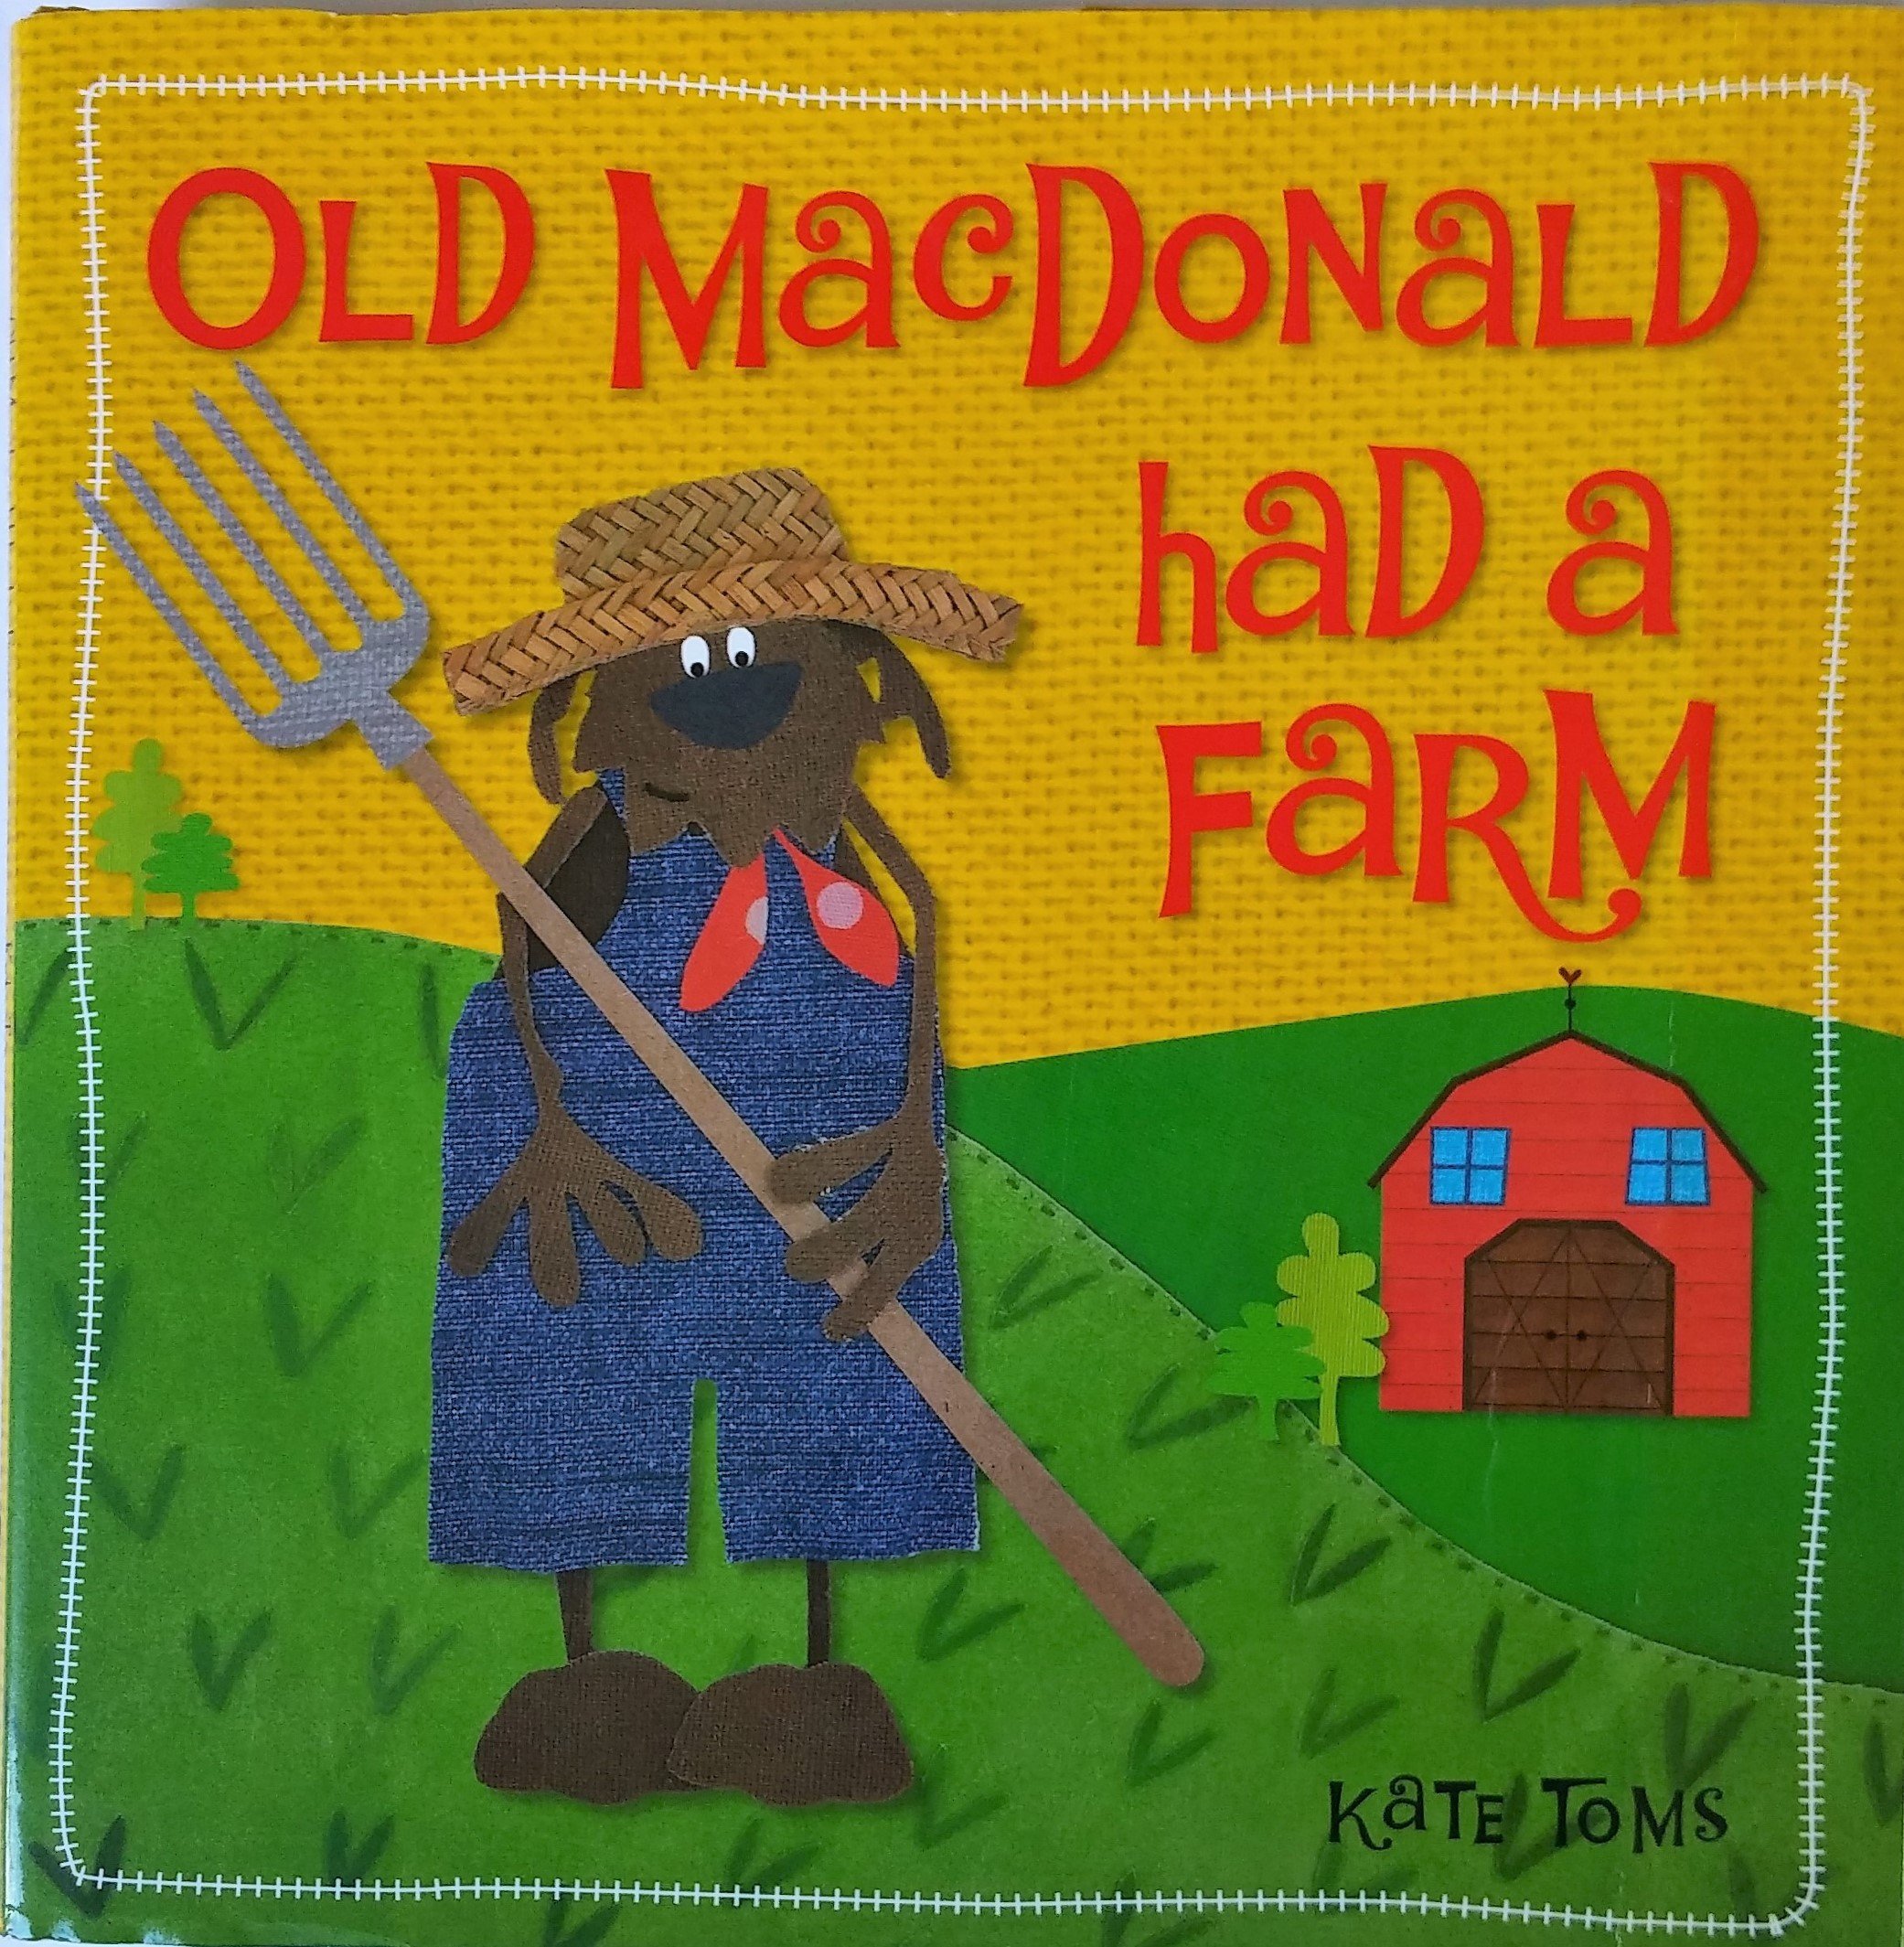 OLD MacDONaLD
haD a
FaRM
KaTE ToMS